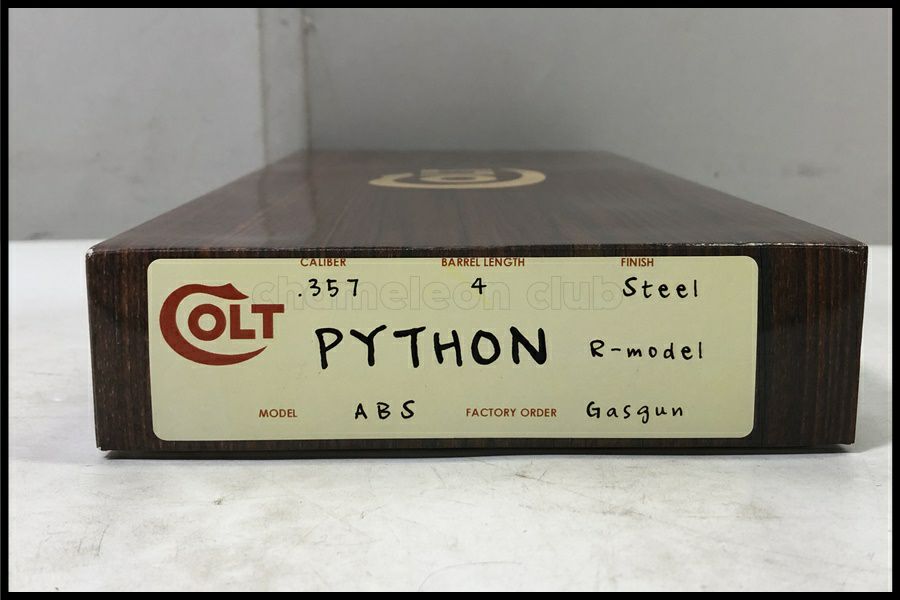 CALIBER BARREL LENGTH FINISH
.357 4 Steel
chameleon club
COLT
PYTHON R-model
MODEL ABS FACTORY ORDER Gasgun